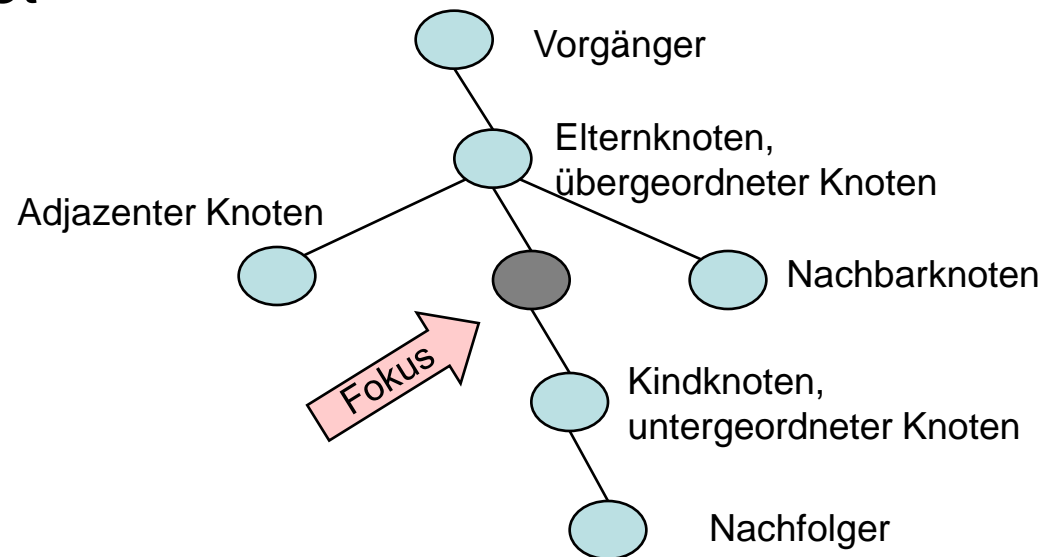 Vorgänger
Elternknoten,
übergeordneter Knoten
Adjazenter Knoten
Nachbarknoten
Fokus
Kindknoten,
untergeordneter Knoten
Nachfolger